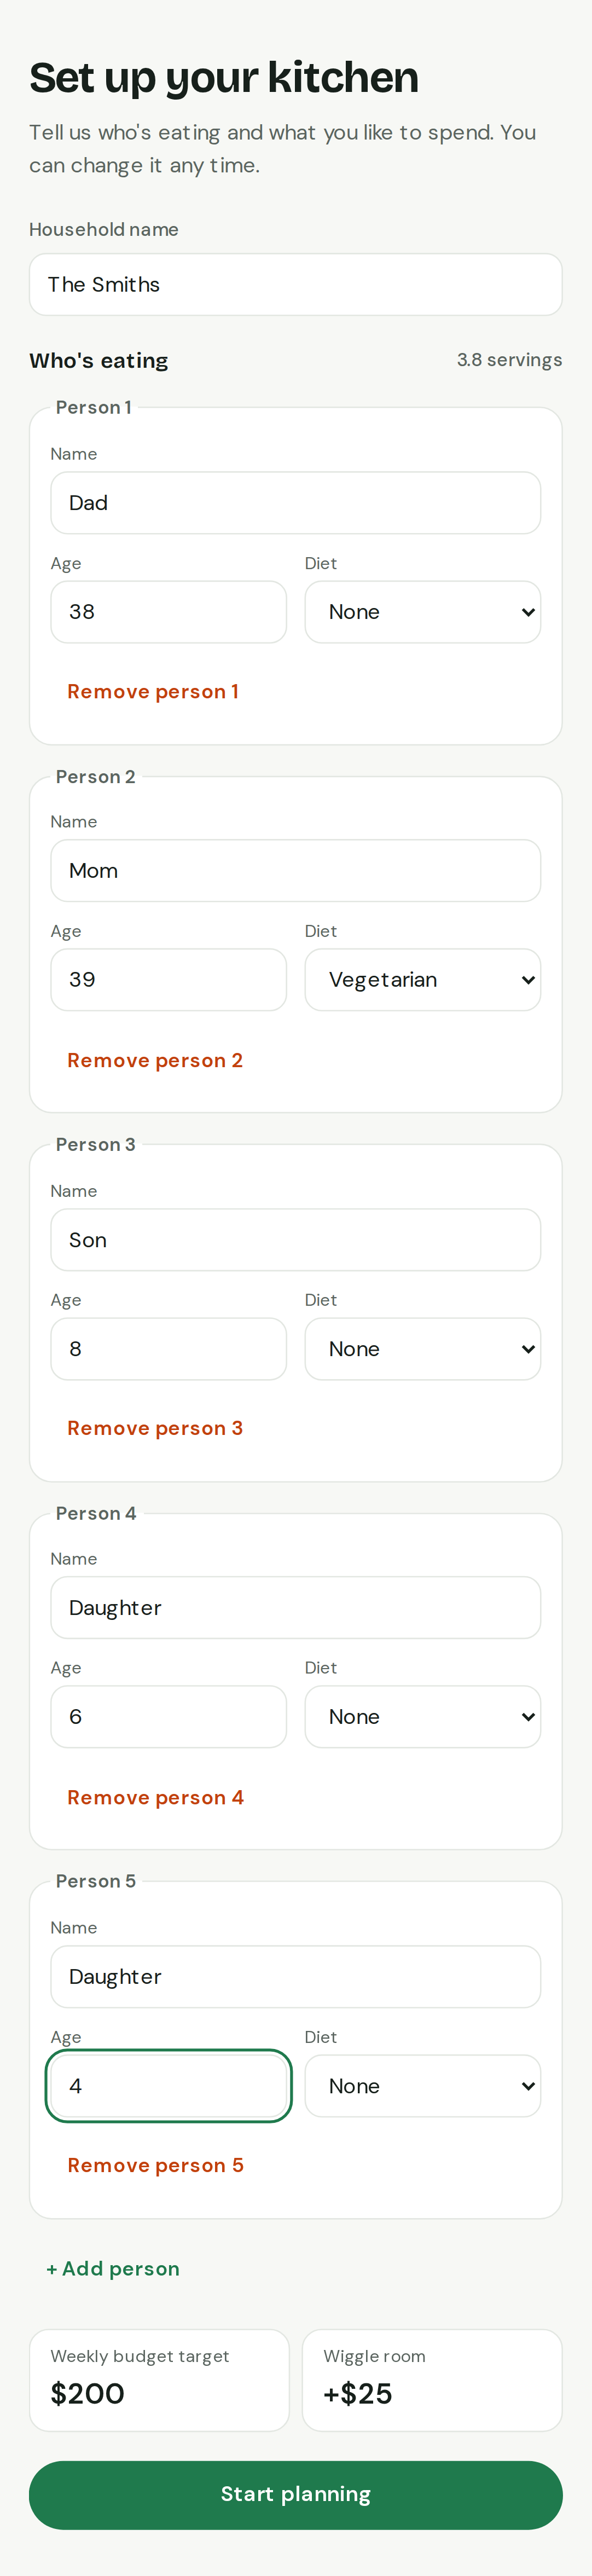 Set up your kitchen
Tell us who's eating and what you like to spend. You
can change it any time.
Household name
The Smiths
Who's eating
3.8 servings
Person 1
Name
Dad
Age
Diet
38
None
Remove person 1
Person 2
Name
Mom
Age
Diet
39
Vegetarian
Remove person 2
Person 3
Name
Son
Age
Diet
8
None
Remove person 3
Person 4
Name
Daughter
Age
Diet
6
None
Remove person 4
Person 5
Name
Daughter
Age
Diet
4
None
Remove person 5
+ Add person
Weekly budget target
Wiggle room
$200
+$25
Start planning